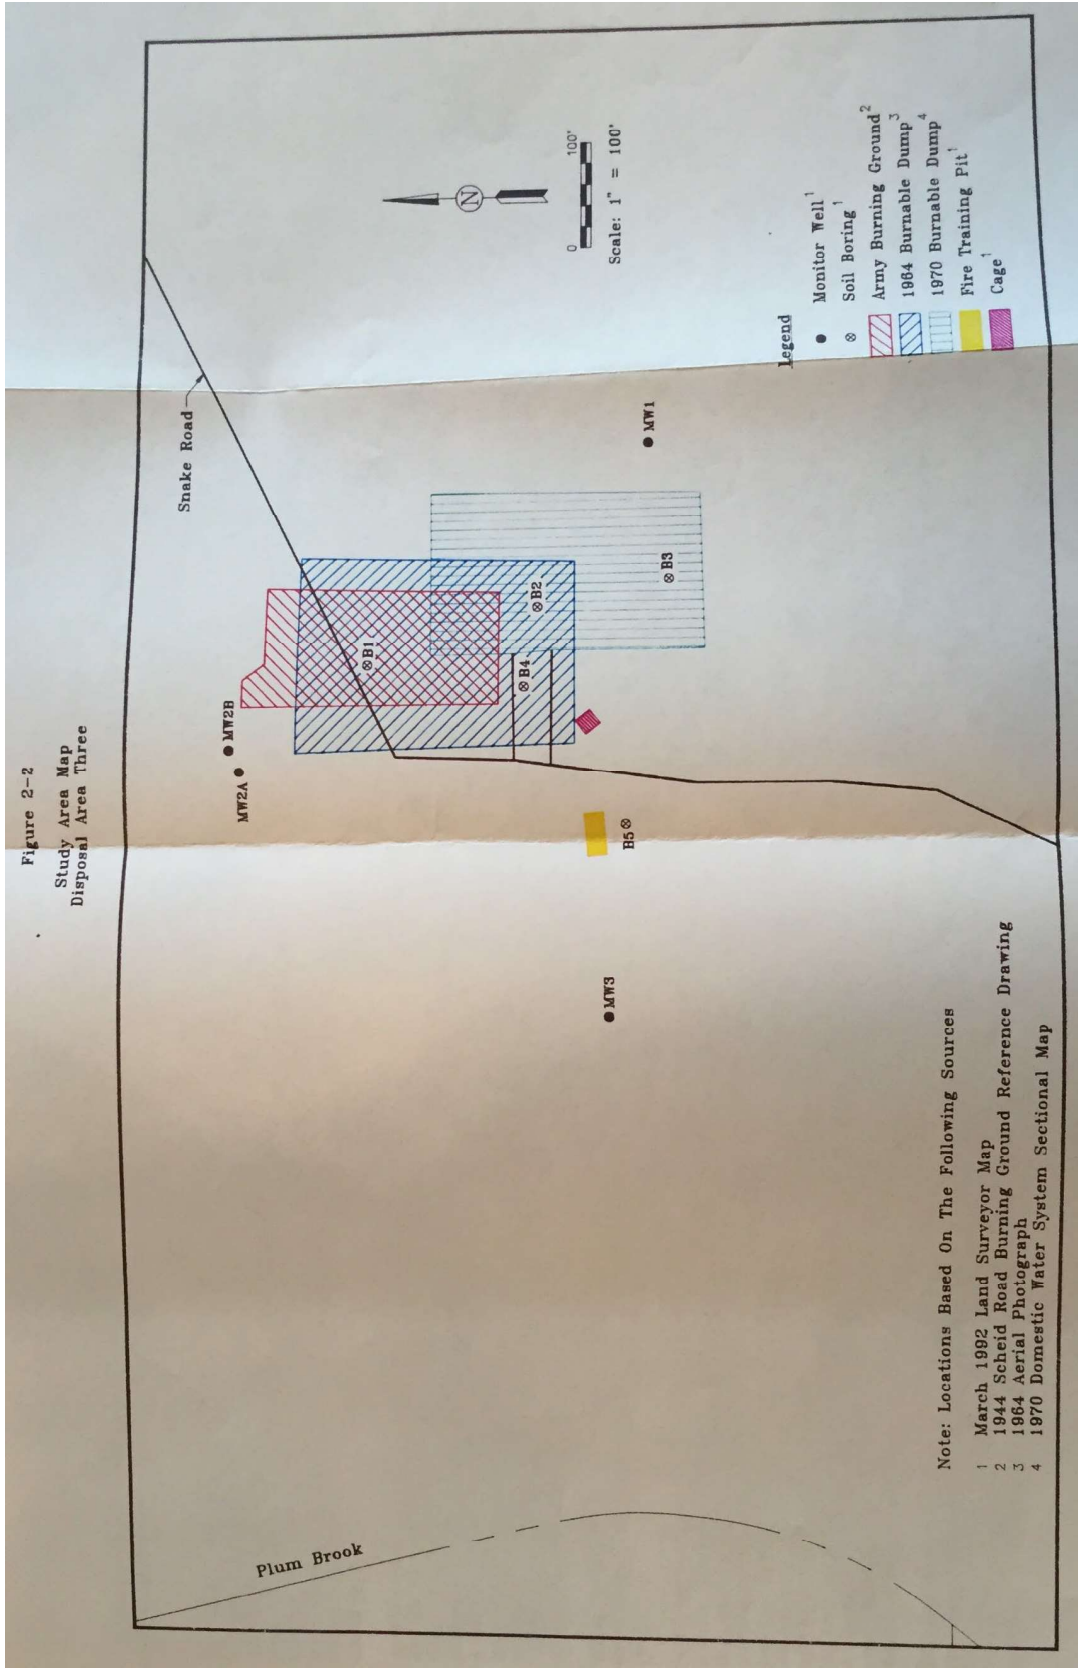 Figure 2-2
Study Area Map
Disposal Area Three
Snake Road
MW2A
MW2B
B1
B2
B4
B3
MW1
B5
MW3
Plum Brook
N
0 100'
Scale: 1" = 100'
Legend
Monitor Well 1
Soil Boring 1
Army Burning Ground 2
1964 Burnable Dump 3
1970 Burnable Dump 4
Fire Training Pit 1
Cage 1
Note: Locations Based On The Following Sources
1 March 1992 Land Surveyor Map
2 1944 Scheid Road Burning Ground Reference Drawing
3 1964 Aerial Photograph
4 1970 Domestic Water System Sectional Map